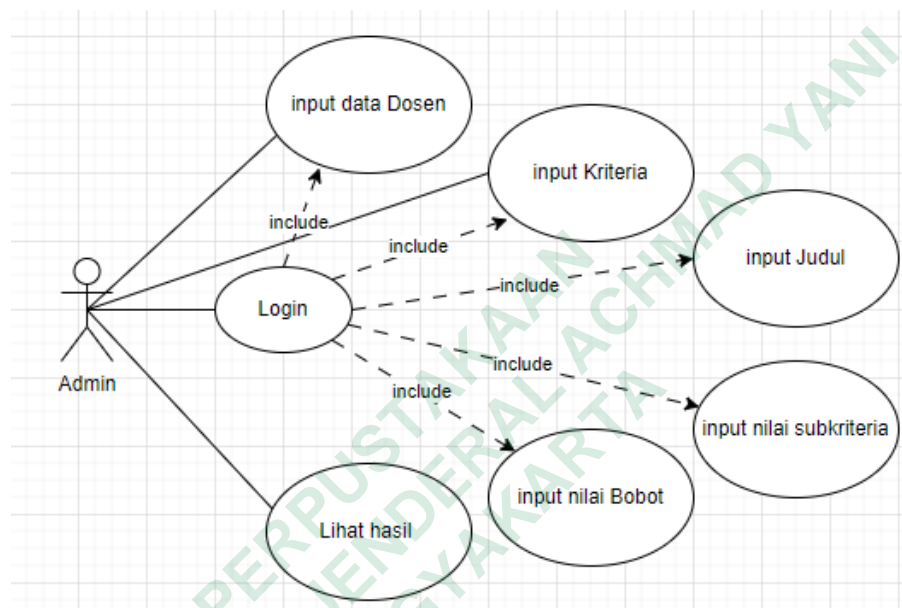 input data Dosen
input Kriteria
include
include
input Judul
include
Login
Admin
include
include
input nilai subkriteria
input nilai Bobot
Lihat hasil
PERPUSTAKAAN
JENDERAL ACHMAD YANI
YAKARTA